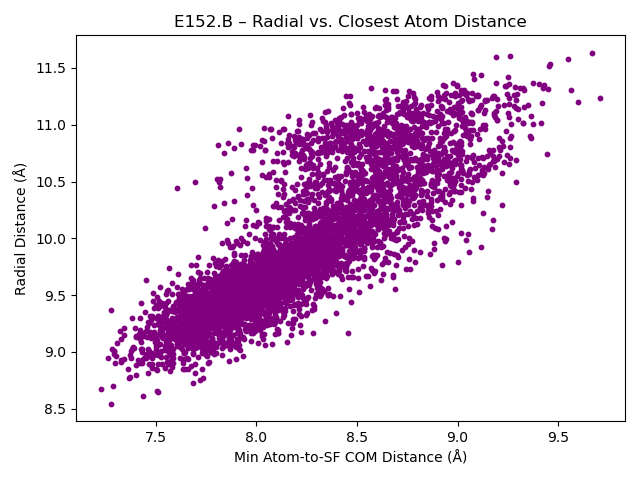 E152.B – Radial vs. Closest Atom Distance
11.5
11.0
10.5
10.0
9.5
9.0
8.5
Radial Distance (Å)
7.5 8.0 8.5 9.0 9.5
Min Atom-to-SF COM Distance (Å)